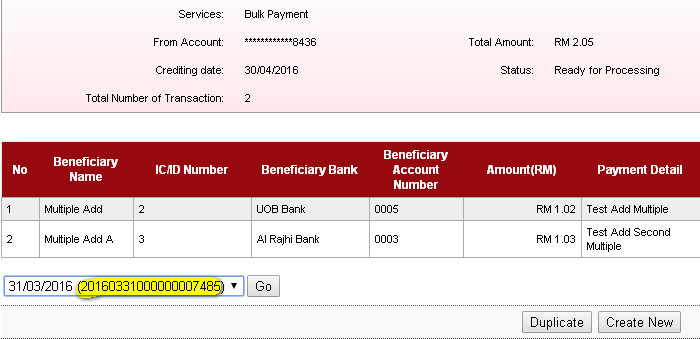 Services: Bulk Payment
From Account: ************8436 Total Amount: RM 2.05
Crediting date: 30/04/2016 Status: Ready for Processing
Total Number of Transaction: 2
No Beneficiary Name IC/ID Number Beneficiary Bank Beneficiary Account Number Amount(RM) Payment Detail
1 Multiple Add 2 UOB Bank 0005 RM 1.02 Test Add Multiple
2 Multiple Add A 3 Al Rajhi Bank 0003 RM 1.03 Test Add Second Multiple
31/03/2016 (20160331000000007485) Go
Duplicate Create New